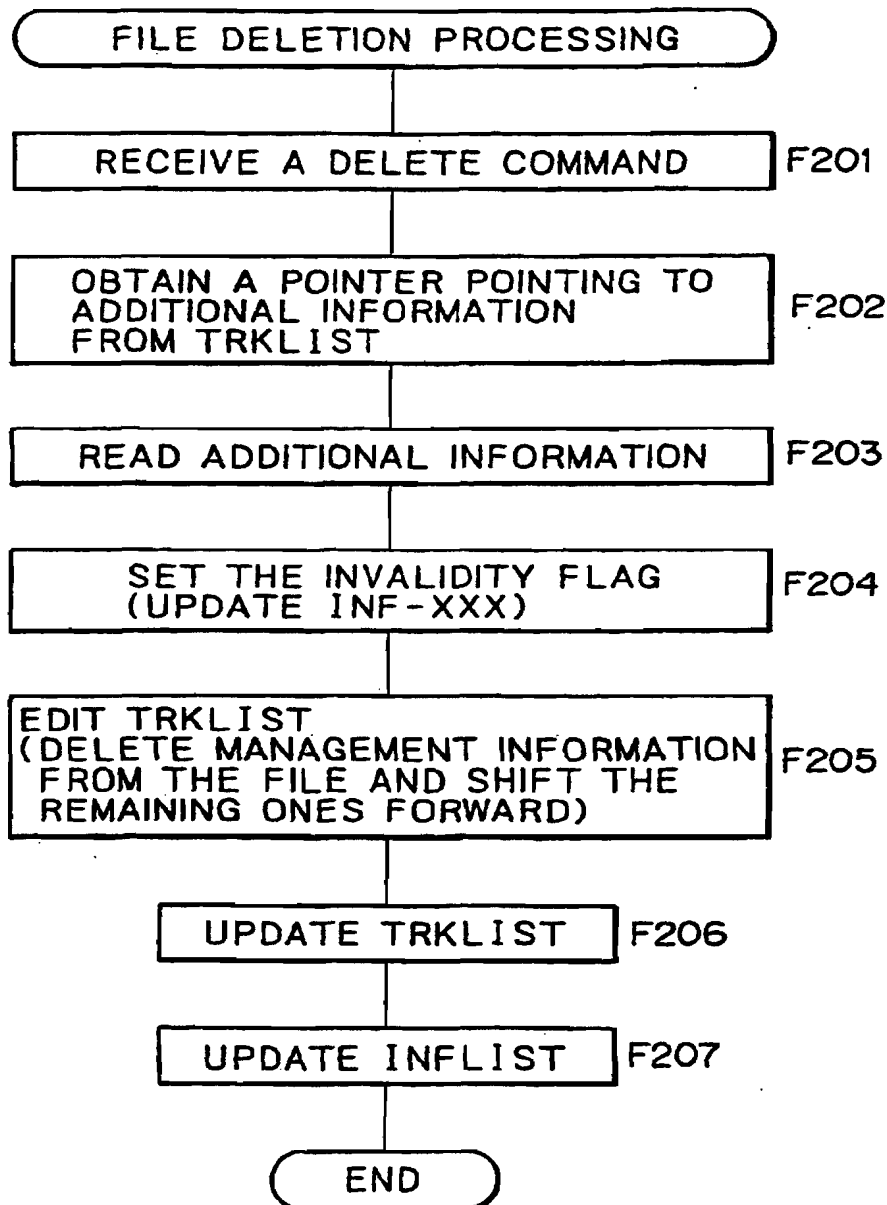 FILE DELETION PROCESSING
RECEIVE A DELETE COMMAND
F201
OBTAIN A POINTER POINTING TO
ADDITIONAL INFORMATION
FROM TRKLIST
F202
READ ADDITIONAL INFORMATION
F203
SET THE INVALIDITY FLAG
(UPDATE INF-XXX)
F204
EDIT TRKLIST
(DELETE MANAGEMENT INFORMATION
FROM THE FILE AND SHIFT THE
REMAINING ONES FORWARD)
F205
UPDATE TRKLIST
F206
UPDATE INFLIST
F207
END